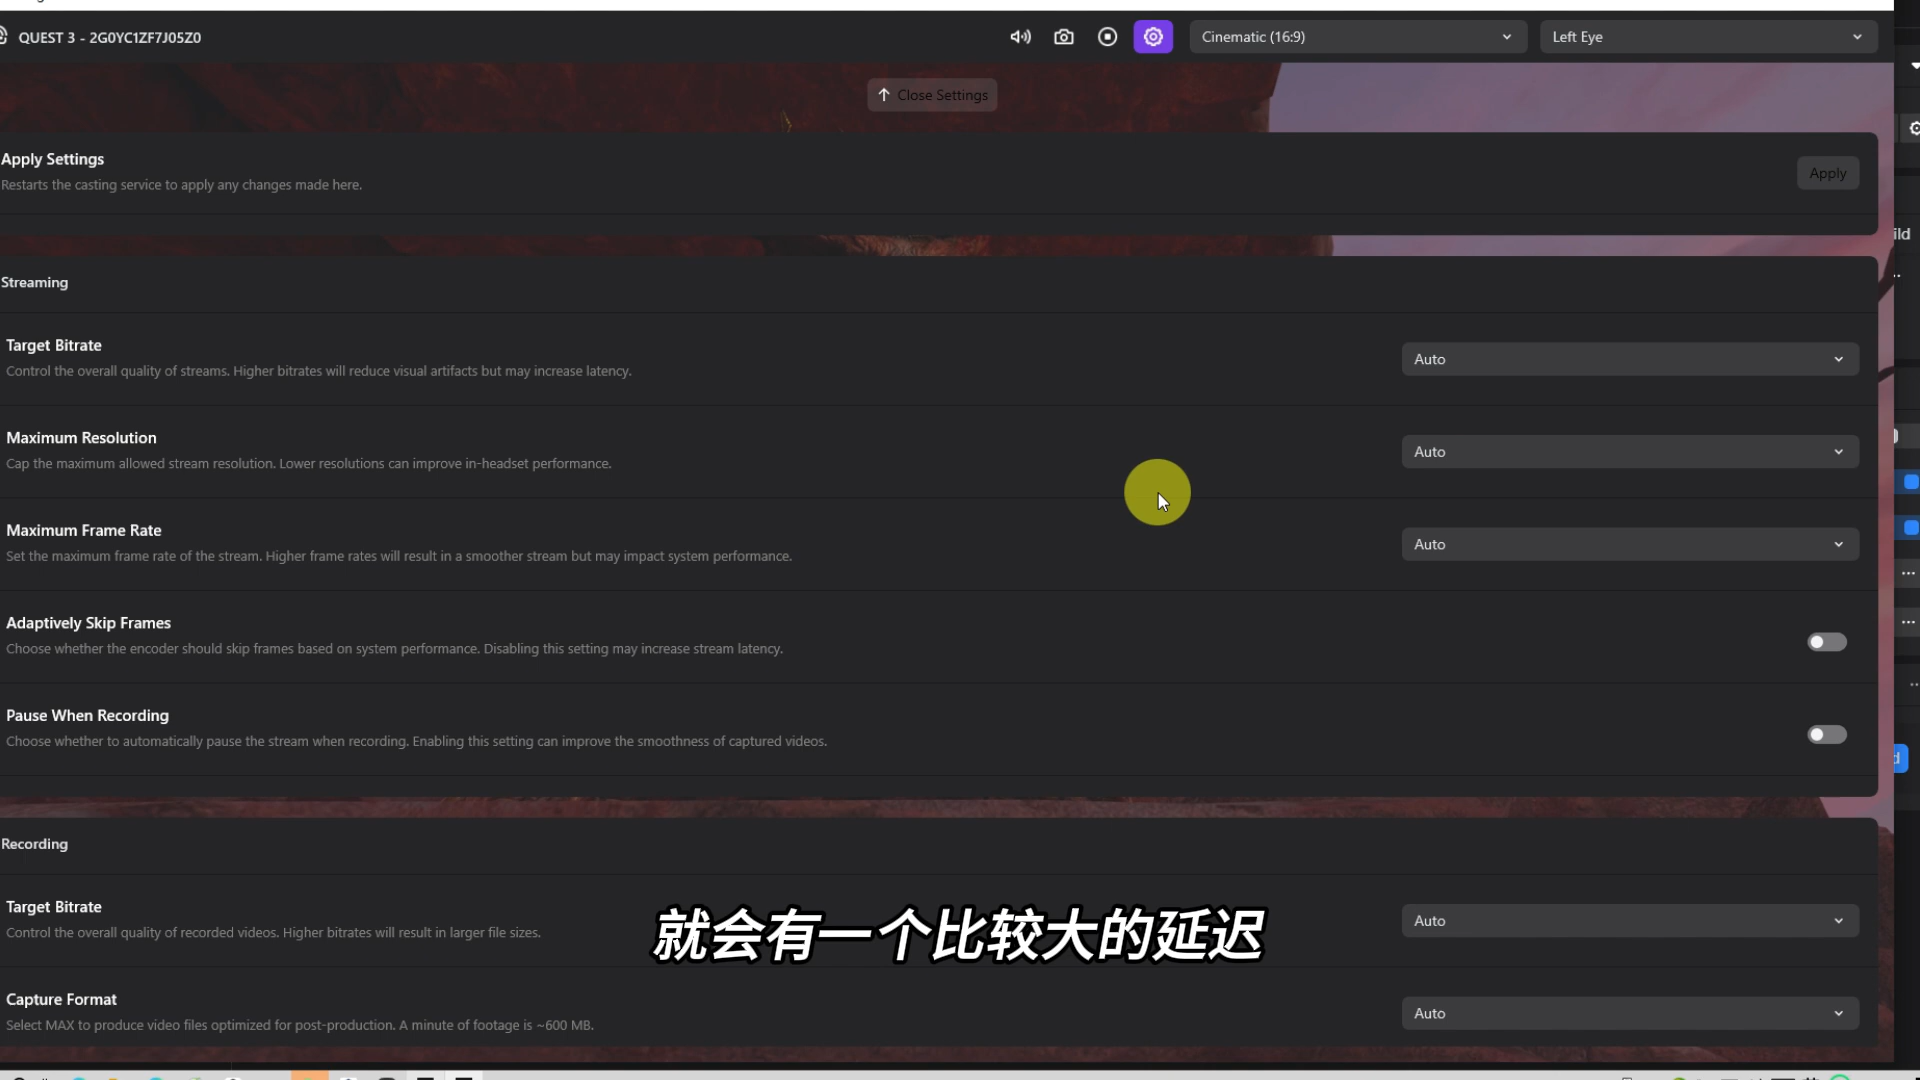 QUEST 3 - 2G0YC1ZF7J05Z0
Cinematic (16:9)
Left Eye
Close Settings
Apply Settings
Restarts the casting service to apply any changes made here.
Apply
Streaming
Target Bitrate
Control the overall quality of streams. Higher bitrates will reduce visual artifacts but may increase latency.
Auto
Maximum Resolution
Cap the maximum allowed stream resolution. Lower resolutions can improve in-headset performance.
Auto
Maximum Frame Rate
Set the maximum frame rate of the stream. Higher frame rates will result in a smoother stream but may impact system performance.
Auto
Adaptively Skip Frames
Choose whether the encoder should skip frames based on system performance. Disabling this setting may increase stream latency.
Pause When Recording
Choose whether to automatically pause the stream when recording. Enabling this setting can improve the smoothness of captured videos.
Recording
Target Bitrate
Control the overall quality of recorded videos. Higher bitrates will result in larger file sizes.
Auto
就会有一个比较大的延迟
Capture Format
Select MAX to produce video files optimized for post-production. A minute of footage is ~600 MB.
Auto